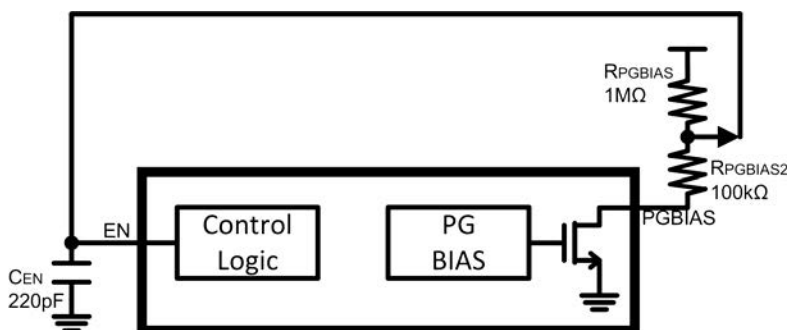 RPGBIAS
1MΩ
RPGBIAS2
100kΩ
PGBIAS
EN
Control
Logic
PG
BIAS
CEN
220pF